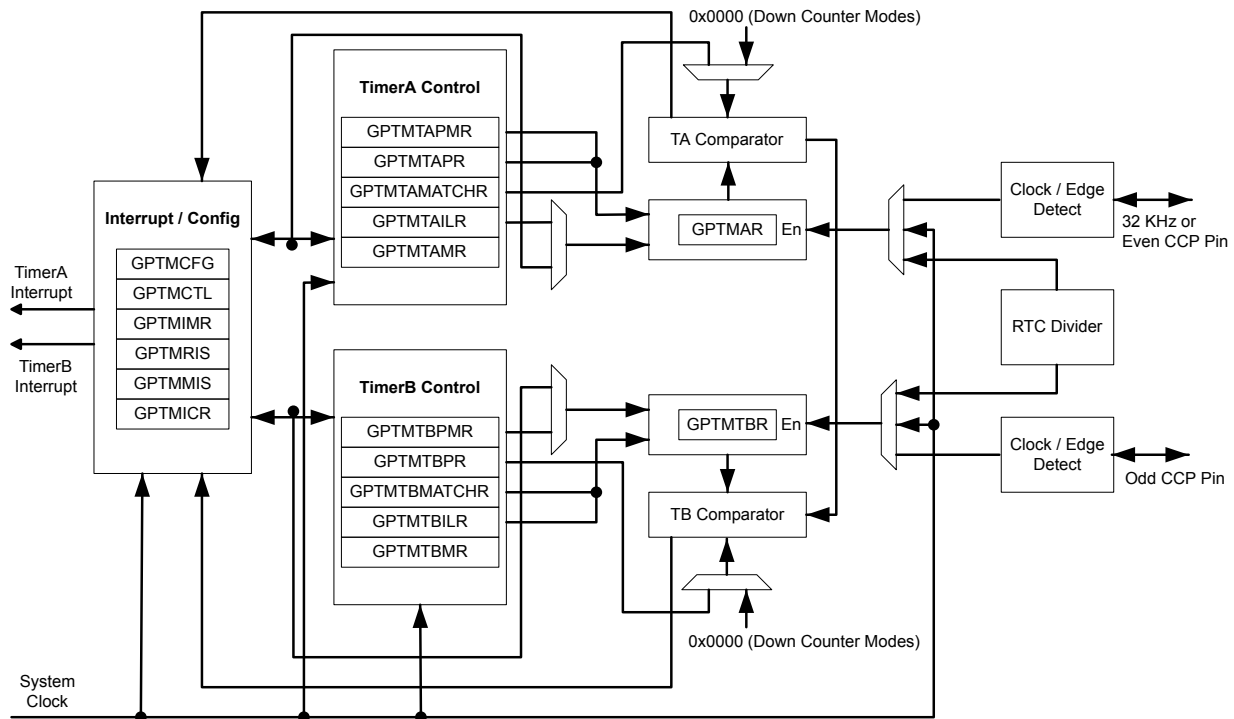 0x0000 (Down Counter Modes)
TimerA Control
GPTMTAPMR
GPTMTAPR
GPTMTAMATCHR
GPTMTAILR
GPTMTAMR
TA Comparator
GPTMAR
En
Clock / Edge
Detect
32 KHz or
Even CCP Pin
Interrupt / Config
GPTMCFG
GPTMCTL
GPTMIMR
GPTMRIS
GPTMMIS
GPTMICR
TimerA
Interrupt
TimerB
Interrupt
RTC Divider
TimerB Control
GPTMTBPMR
GPTMTBPR
GPTMTBMATCHR
GPTMTBILR
GPTMTBMR
GPTMTBR
En
TB Comparator
Clock / Edge
Detect
Odd CCP Pin
0x0000 (Down Counter Modes)
System
Clock